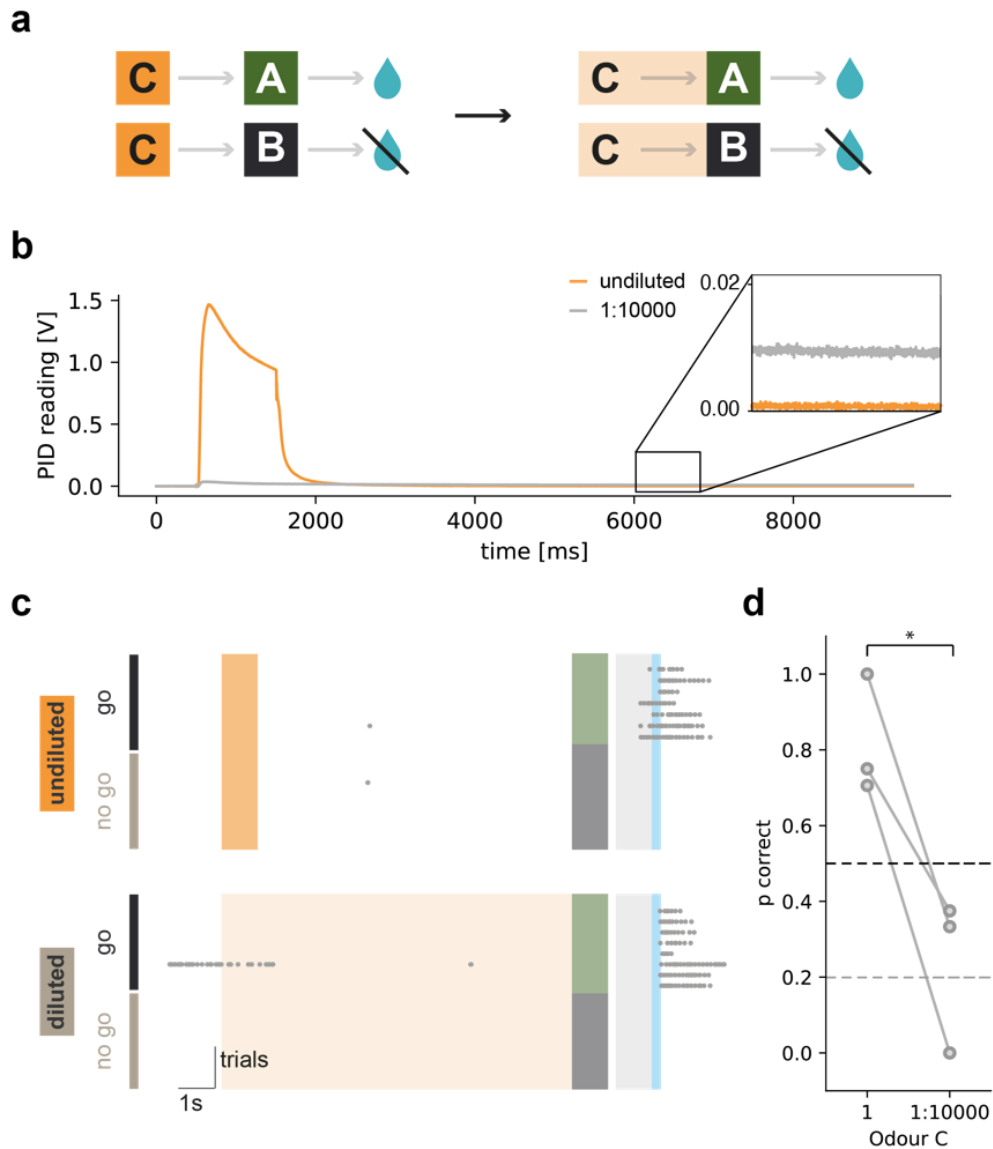 a
C A
C B
C A
C B
b
PID reading [V]
1.5
1.0
0.5
0.0
undiluted
1:10000
0.02
0.00
0 2000 4000 6000 8000
time [ms]
c
undiluted
go
no go
diluted
go
no go
trials
1s
d
*
p correct
1.0
0.8
0.6
0.4
0.2
0.0
1 1:10000
Odour C